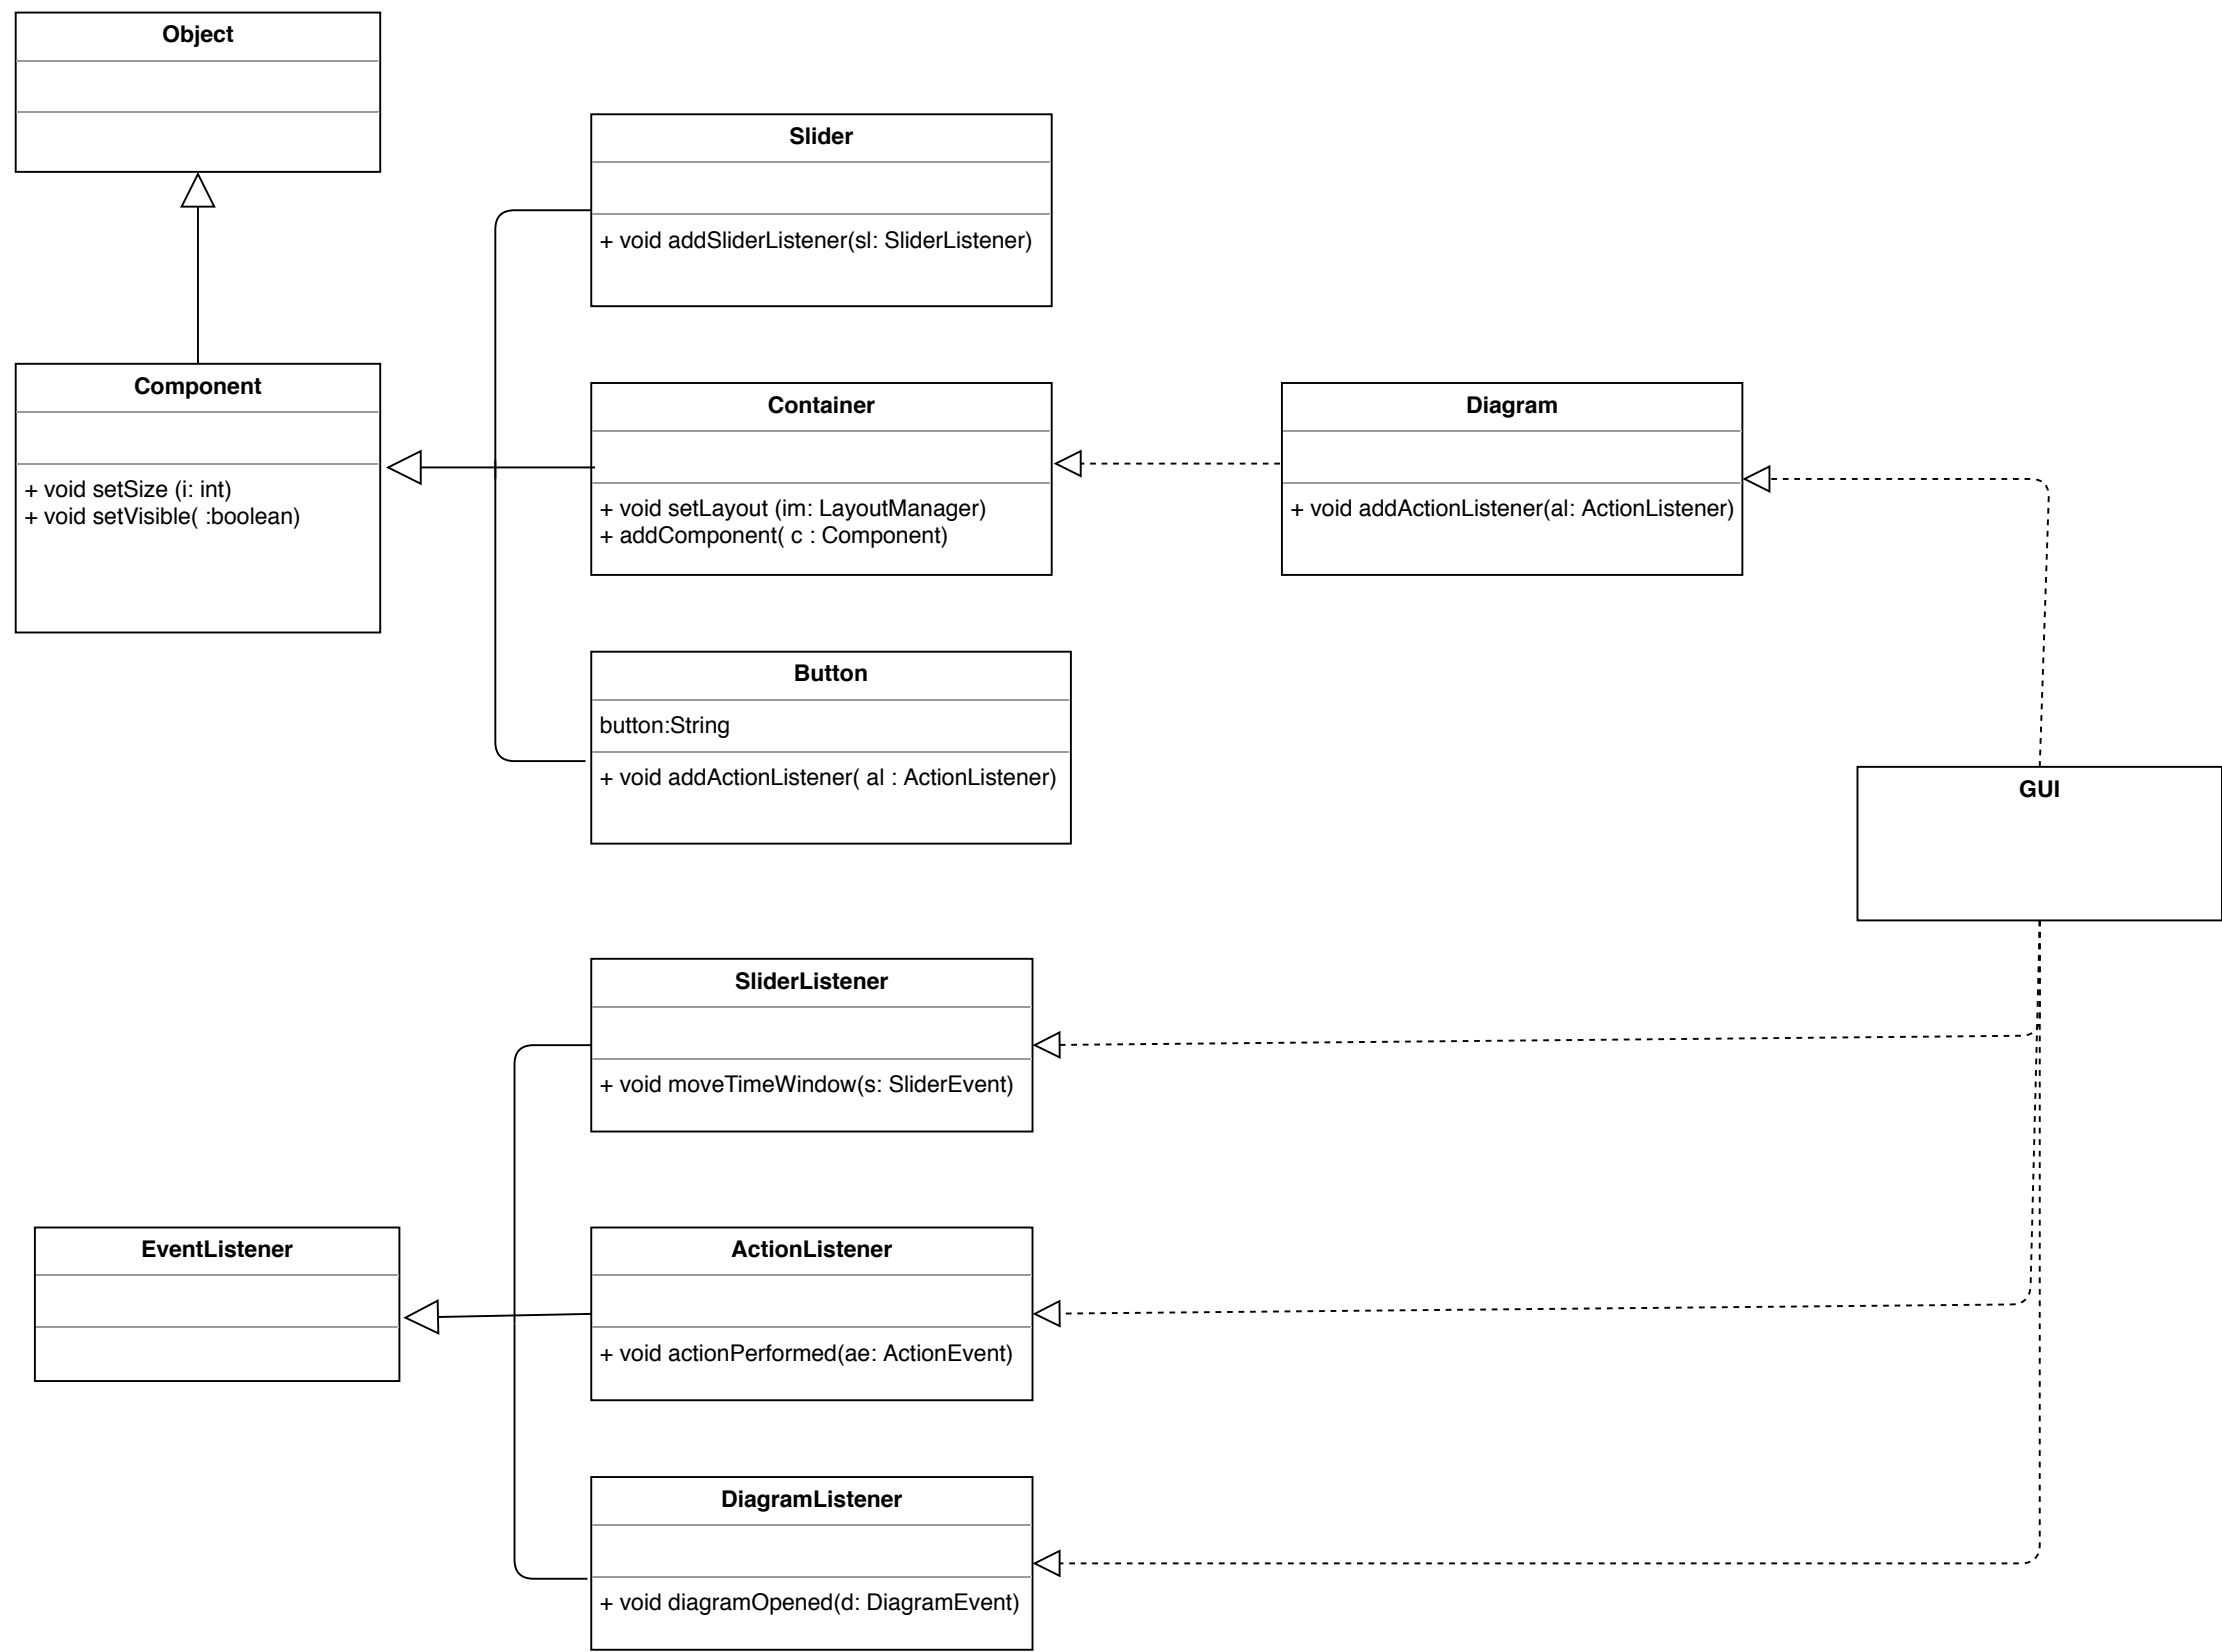 Object
Slider
+ void addSliderListener(sl: SliderListener)
Component
+ void setSize (i: int)
+ void setVisible( :boolean)
Container
+ void setLayout (im: LayoutManager)
+ addComponent( c : Component)
Diagram
+ void addActionListener(al: ActionListener)
Button
button:String
+ void addActionListener( al : ActionListener)
GUI
SliderListener
+ void moveTimeWindow(s: SliderEvent)
EventListener
ActionListener
+ void actionPerformed(ae: ActionEvent)
DiagramListener
+ void diagramOpened(d: DiagramEvent)